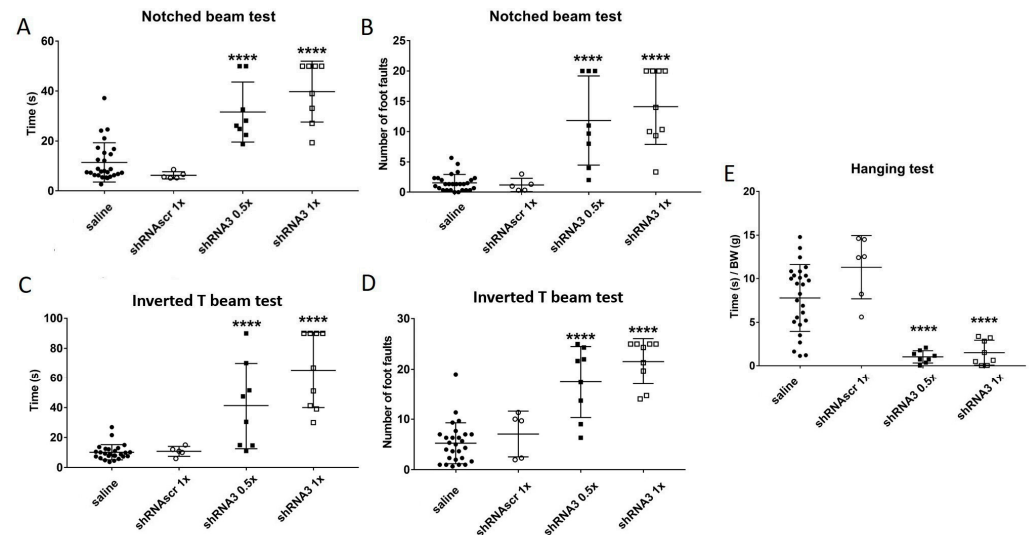 A
Notched beam test
Time (s)
60
40
20
0
****
****
saline
shRNAscr 1x
shRNA3 0.5x
shRNA3 1x
B
Notched beam test
Number of foot faults
25
20
15
10
5
0
****
****
saline
shRNAscr 1x
shRNA3 0.5x
shRNA3 1x
C
Inverted T beam test
Time (s)
100
80
60
40
20
0
****
****
saline
shRNAscr 1x
shRNA3 0.5x
shRNA3 1x
D
Inverted T beam test
Number of foot faults
30
20
10
0
****
****
saline
shRNAscr 1x
shRNA3 0.5x
shRNA3 1x
E
Hanging test
Time (s) / BW (g)
20
15
10
5
0
****
****
saline
shRNAscr 1x
shRNA3 0.5x
shRNA3 1x